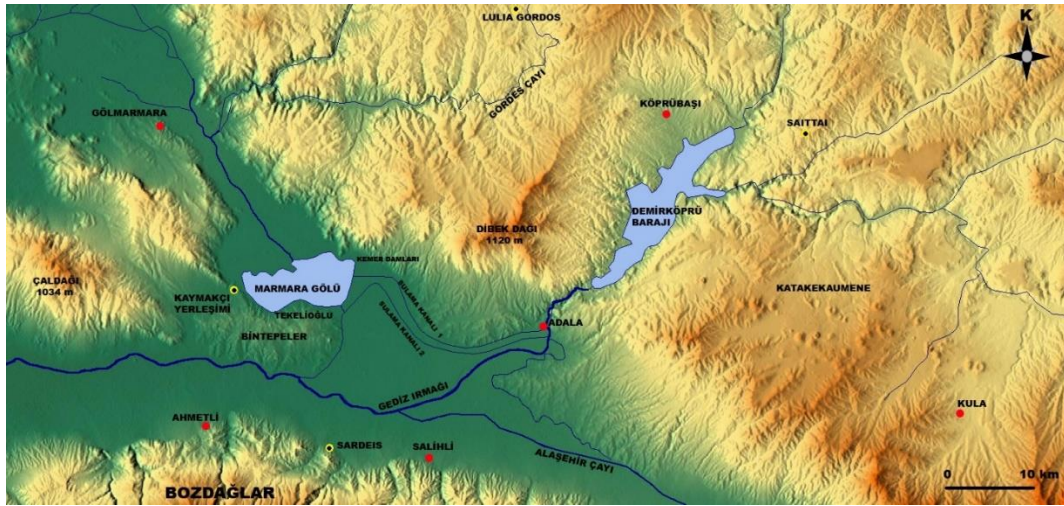 LULIA GORDOS
K
GÖRDES ÇAYI
GÖLMARMARA
KÖPRÜBAŞI
SAITTAI
DEMİRKÖPRÜ
BARAJI
DİBEK DAĞI
1120 m
KEMER DAMLARI
ÇALDAĞI
1034 m
MARMARA GÖLÜ
KATAKEKAUMENE
KAYMAKÇI
YERLEŞİMİ
TEKELİOĞLU
SULAMA KANALI 1
SULAMA KANALI 2
BİNTEPELER
ADALA
GEDİZ IRMAĞI
AHMETLİ
KULA
SARDEIS
SALİHLİ
ALAŞEHİR ÇAYI
0 10 km
BOZDAĞLAR